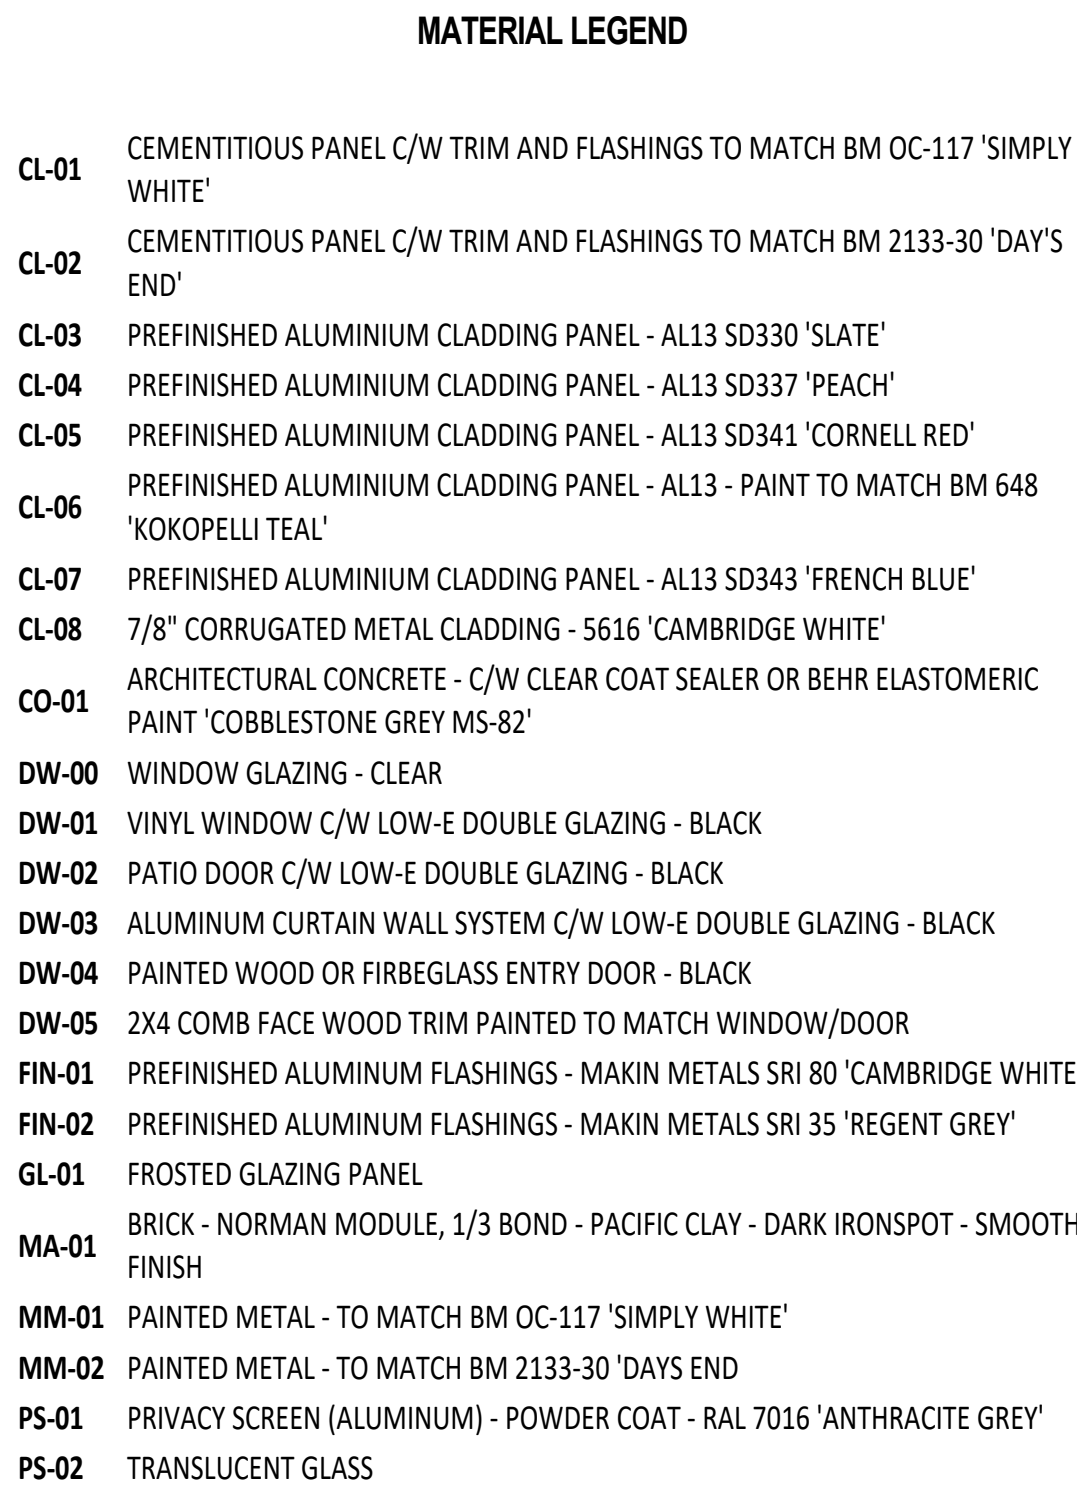 MATERIAL LEGEND
CL-01 CEMENTITIOUS PANEL C/W TRIM AND FLASHINGS TO MATCH BM OC-117 'SIMPLY
WHITE'
CL-02 CEMENTITIOUS PANEL C/W TRIM AND FLASHINGS TO MATCH BM 2133-30 'DAY'S
END'
CL-03 PREFINISHED ALUMINIUM CLADDING PANEL - AL13 SD330 'SLATE'
CL-04 PREFINISHED ALUMINIUM CLADDING PANEL - AL13 SD337 'PEACH'
CL-05 PREFINISHED ALUMINIUM CLADDING PANEL - AL13 SD341 'CORNELL RED'
CL-06 PREFINISHED ALUMINIUM CLADDING PANEL - AL13 - PAINT TO MATCH BM 648
'KOKOPELLI TEAL'
CL-07 PREFINISHED ALUMINIUM CLADDING PANEL - AL13 SD343 'FRENCH BLUE'
CL-08 7/8" CORRUGATED METAL CLADDING - 5616 'CAMBRIDGE WHITE'
CO-01 ARCHITECTURAL CONCRETE - C/W CLEAR COAT SEALER OR BEHR ELASTOMERIC
PAINT 'COBBLESTONE GREY MS-82'
DW-00 WINDOW GLAZING - CLEAR
DW-01 VINYL WINDOW C/W LOW-E DOUBLE GLAZING - BLACK
DW-02 PATIO DOOR C/W LOW-E DOUBLE GLAZING - BLACK
DW-03 ALUMINUM CURTAIN WALL SYSTEM C/W LOW-E DOUBLE GLAZING - BLACK
DW-04 PAINTED WOOD OR FIRBEGLASS ENTRY DOOR - BLACK
DW-05 2X4 COMB FACE WOOD TRIM PAINTED TO MATCH WINDOW/DOOR
FIN-01 PREFINISHED ALUMINUM FLASHINGS - MAKIN METALS SRI 80 'CAMBRIDGE WHITE
FIN-02 PREFINISHED ALUMINUM FLASHINGS - MAKIN METALS SRI 35 'REGENT GREY'
GL-01 FROSTED GLAZING PANEL
MA-01 BRICK - NORMAN MODULE, 1/3 BOND - PACIFIC CLAY - DARK IRONSPOT - SMOOTH
FINISH
MM-01 PAINTED METAL - TO MATCH BM OC-117 'SIMPLY WHITE'
MM-02 PAINTED METAL - TO MATCH BM 2133-30 'DAYS END
PS-01 PRIVACY SCREEN (ALUMINUM) - POWDER COAT - RAL 7016 'ANTHRACITE GREY'
PS-02 TRANSLUCENT GLASS